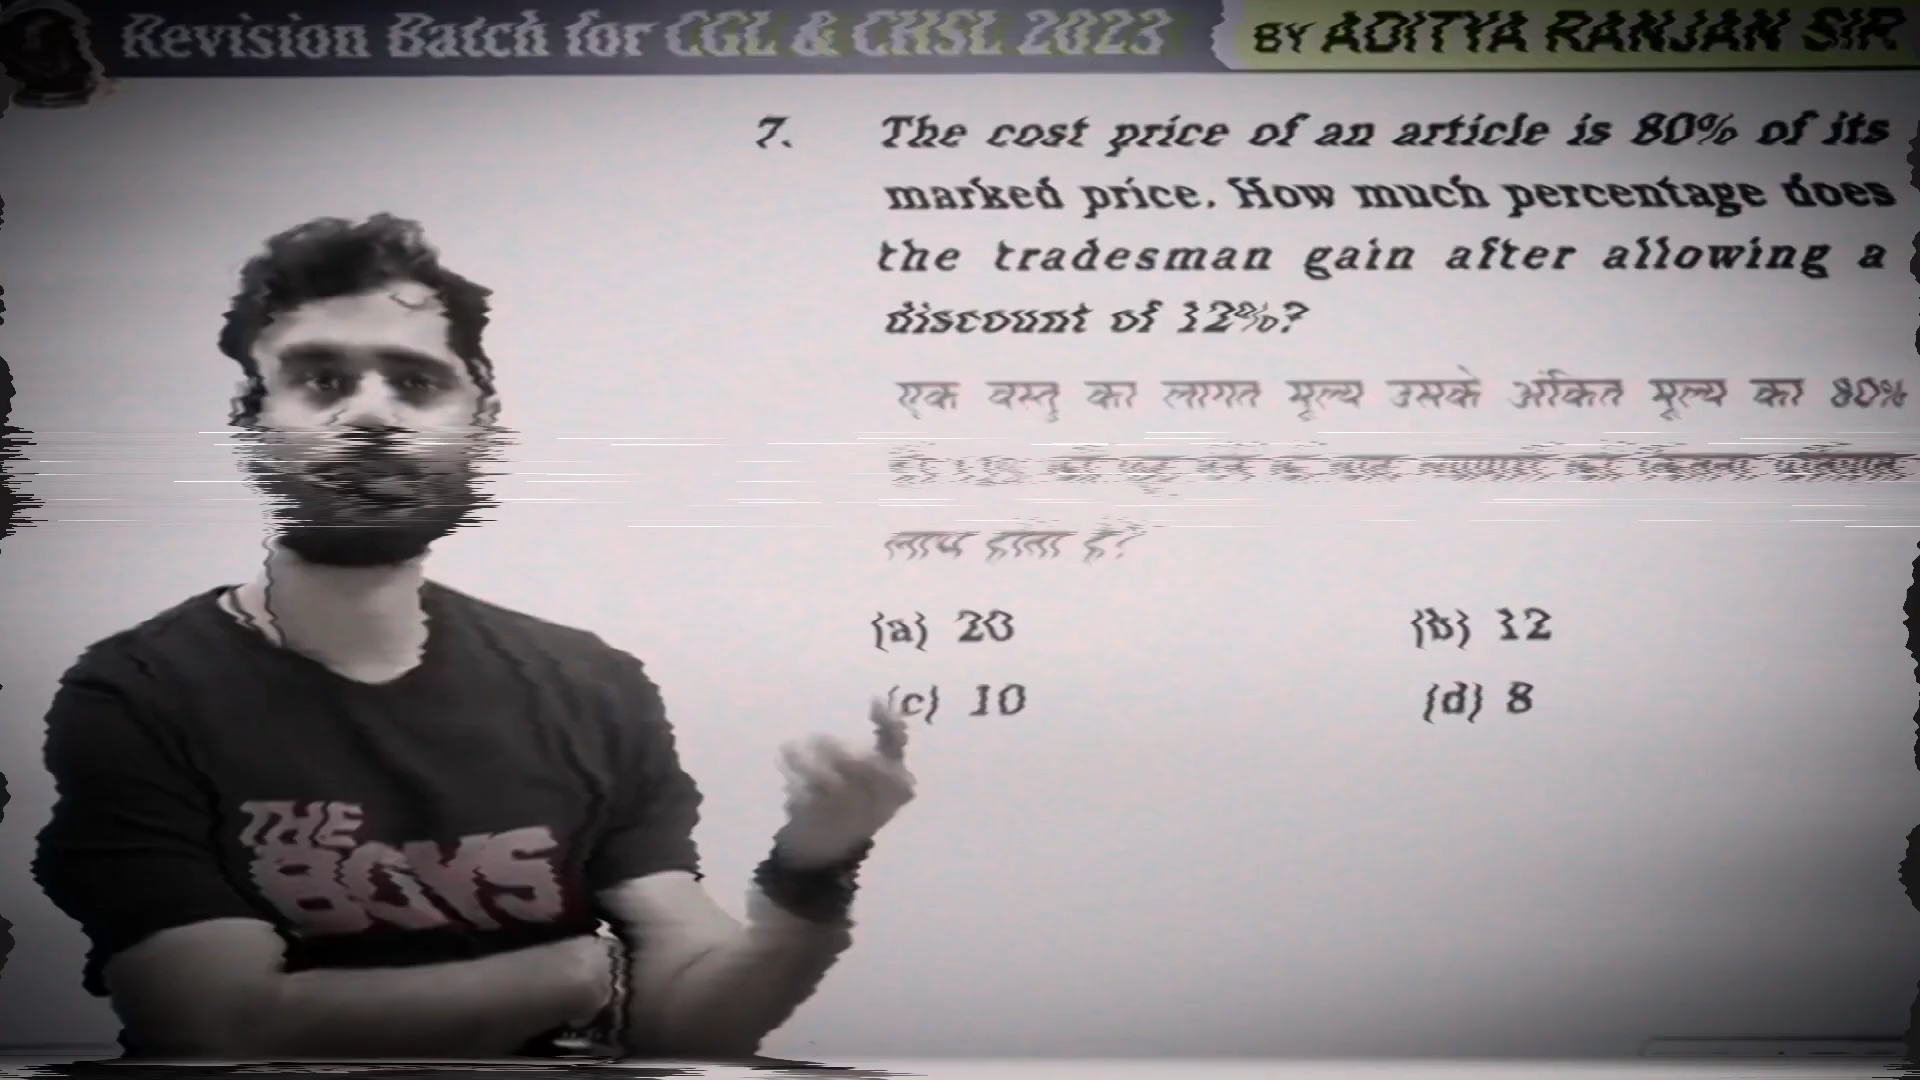 Revision Batch for CGL & CHSL 2023
BY ADITYA RANJAN SIR
7. The cost price of an article is 80% of its
marked price. How much percentage does
the tradesman gain after allowing a
discount of 12%?
एक वस्तु का लागत मूल्य उसके अंकित मूल्य का 80%
लाभ होता है?
(a) 20 (b) 12
(c) 10 (d) 8
THE
BOYS